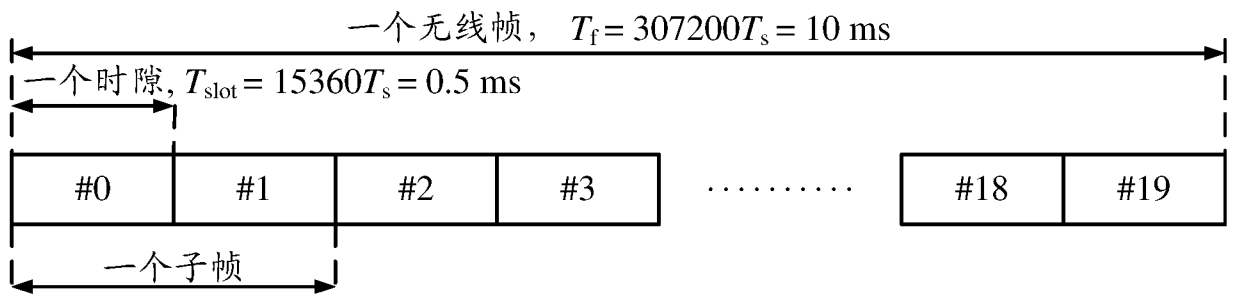 一个无线帧， Tf = 307200Ts = 10 ms
一个时隙, Tslot = 15360Ts = 0.5 ms
#0 #1 #2 #3 ·········· #18 #19
一个子帧